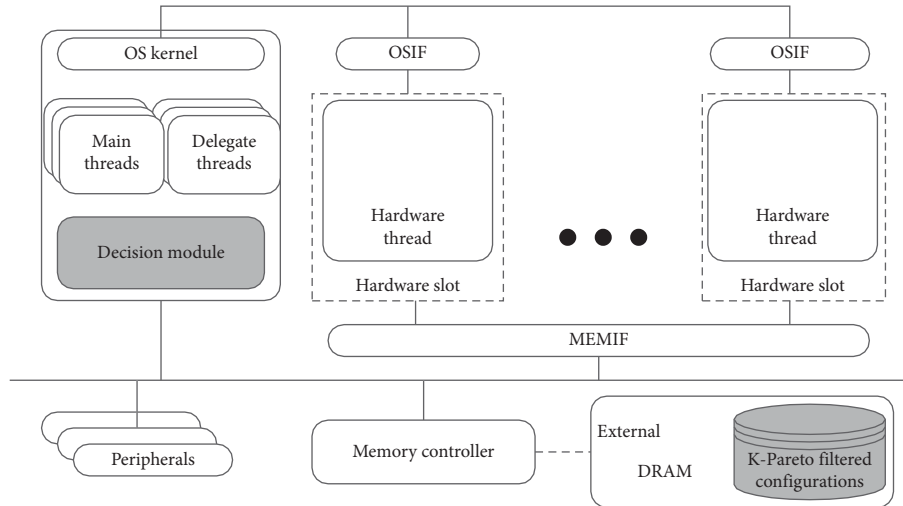 OS kernel
OSIF
OSIF
Main
threads
Delegate
threads
Decision module
Hardware
thread
Hardware slot
Hardware
thread
Hardware slot
MEMIF
Peripherals
Memory controller
External
DRAM
K-Pareto filtered
configurations